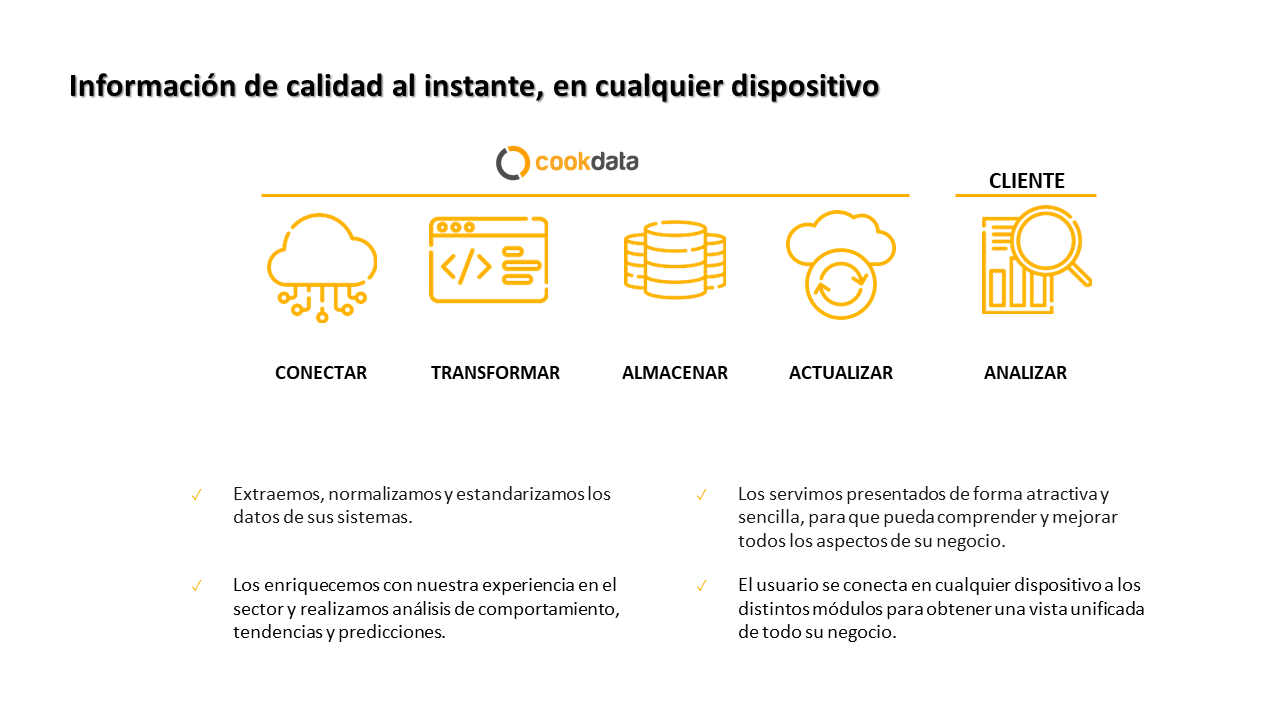 Información de calidad al instante, en cualquier dispositivo
cookdata
CLIENTE
</>
CONECTAR
TRANSFORMAR
ALMACENAR
ACTUALIZAR
ANALIZAR
✓ Extraemos, normalizamos y estandarizamos los
datos de sus sistemas.
✓ Los enriquecemos con nuestra experiencia en el
sector y realizamos análisis de comportamiento,
tendencias y predicciones.
✓ Los servimos presentados de forma atractiva y
sencilla, para que pueda comprender y mejorar
todos los aspectos de su negocio.
✓ El usuario se conecta en cualquier dispositivo a los
distintos módulos para obtener una vista unificada
de todo su negocio.